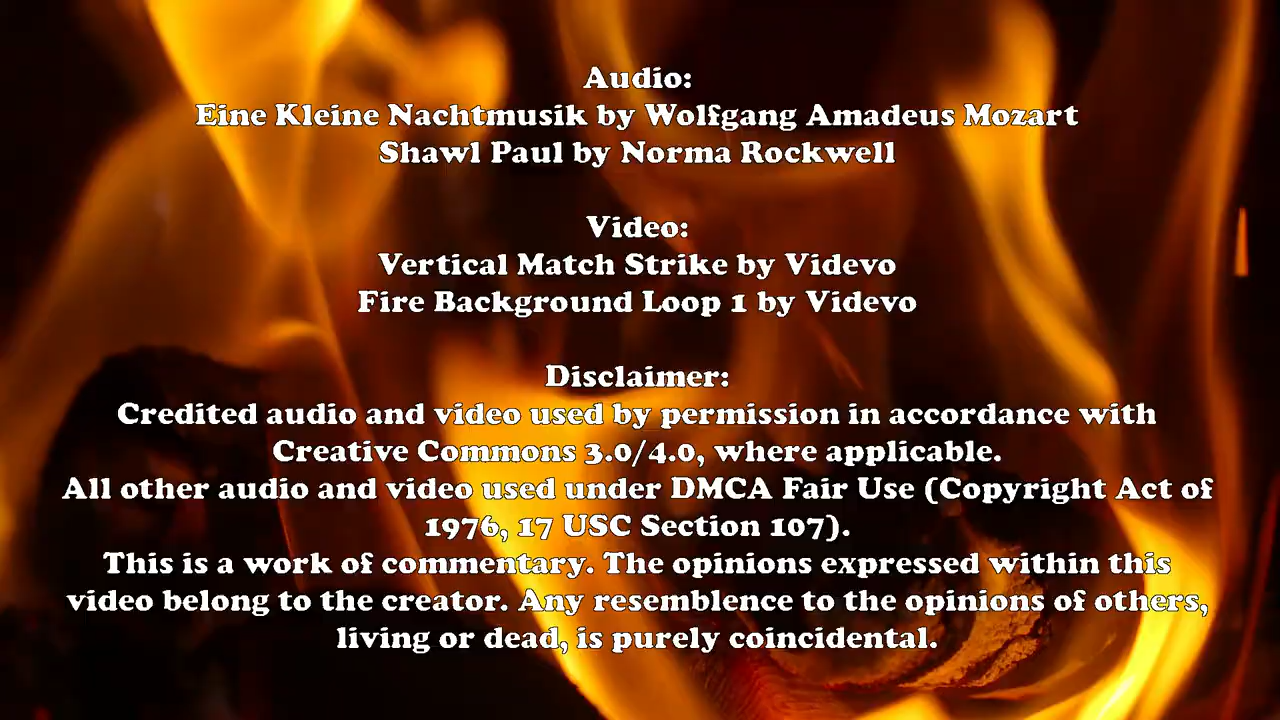 Audio:
Eine Kleine Nachtmusik by Wolfgang Amadeus Mozart
Shawl Paul by Norma Rockwell
Video:
Vertical Match Strike by Videvo
Fire Background Loop 1 by Videvo
Disclaimer:
Credited audio and video used by permission in accordance with
Creative Commons 3.0/4.0, where applicable.
All other audio and video used under DMCA Fair Use (Copyright Act of
1976, 17 USC Section 107).
This is a work of commentary. The opinions expressed within this
video belong to the creator. Any resemblence to the opinions of others,
living or dead, is purely coincidental.